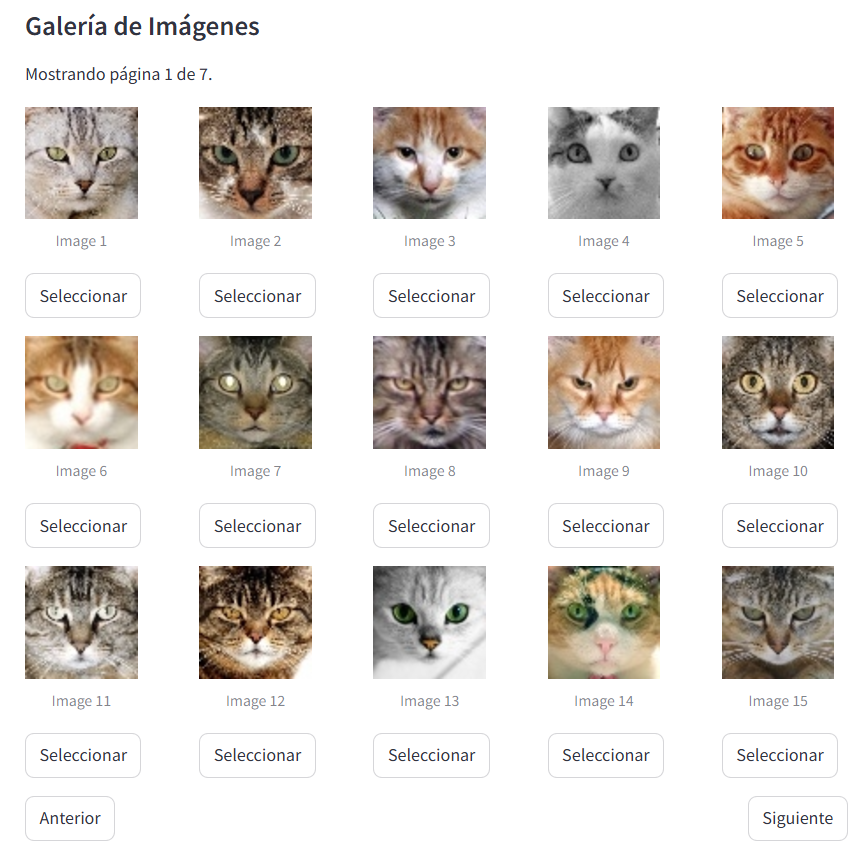 Galería de Imágenes
Mostrando página 1 de 7.
Image 1 Image 2 Image 3 Image 4 Image 5
Seleccionar Seleccionar Seleccionar Seleccionar Seleccionar
Image 6 Image 7 Image 8 Image 9 Image 10
Seleccionar Seleccionar Seleccionar Seleccionar Seleccionar
Image 11 Image 12 Image 13 Image 14 Image 15
Seleccionar Seleccionar Seleccionar Seleccionar Seleccionar
Anterior Siguiente